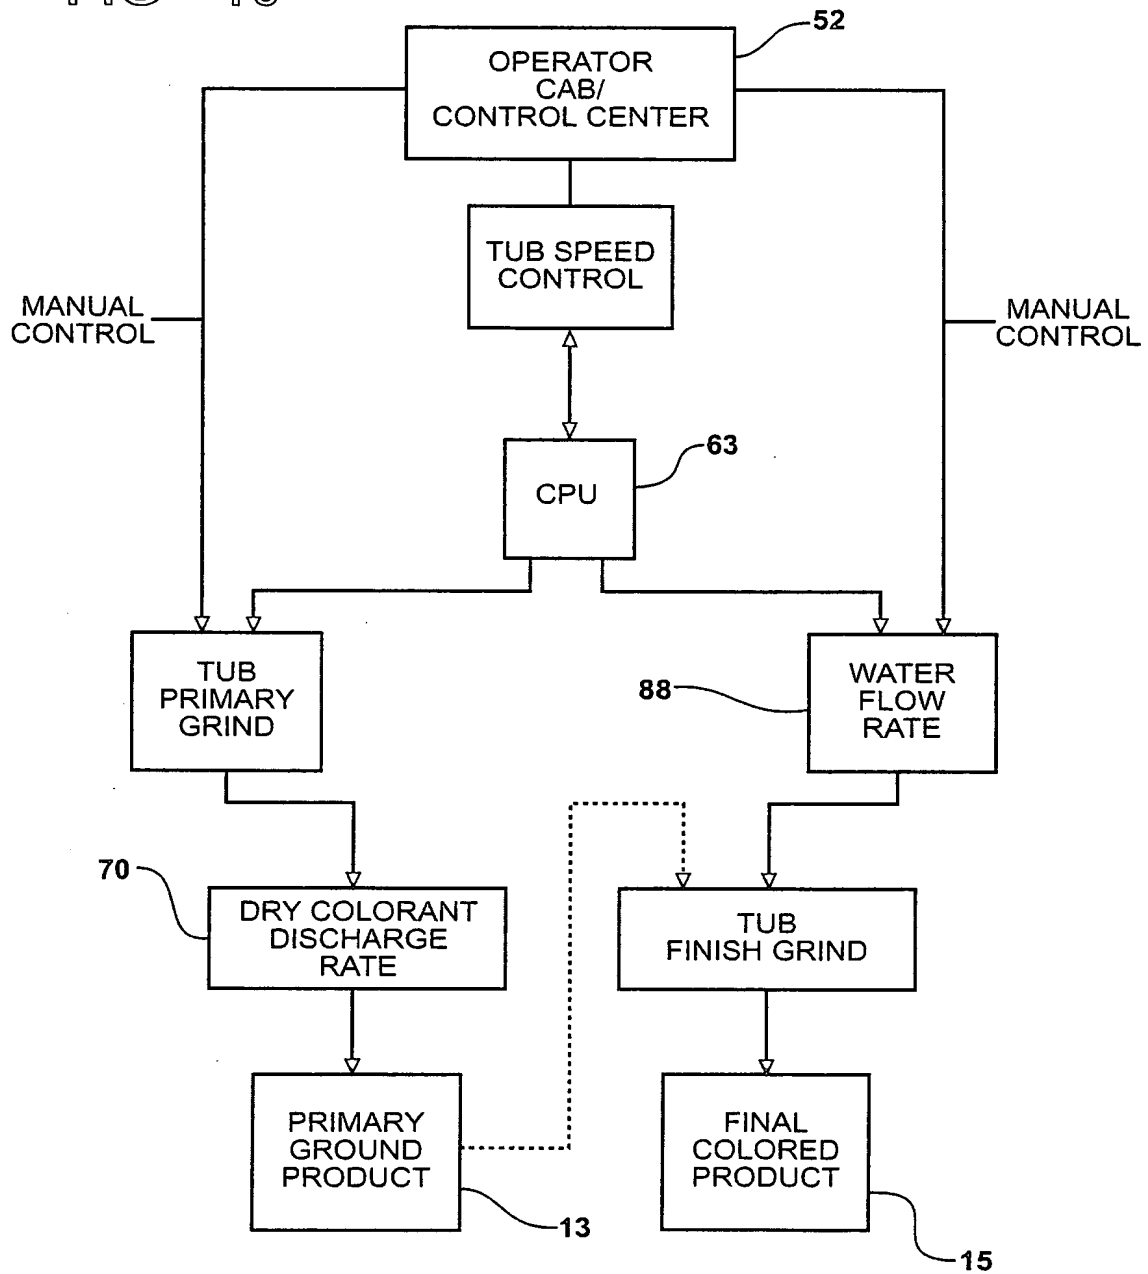 52
OPERATOR
CAB/
CONTROL CENTER
TUB SPEED
CONTROL
MANUAL
CONTROL
MANUAL
CONTROL
63
CPU
TUB
PRIMARY
GRIND
88
WATER
FLOW
RATE
70
DRY COLORANT
DISCHARGE
RATE
TUB
FINISH GRIND
PRIMARY
GROUND
PRODUCT
FINAL
COLORED
PRODUCT
13
15